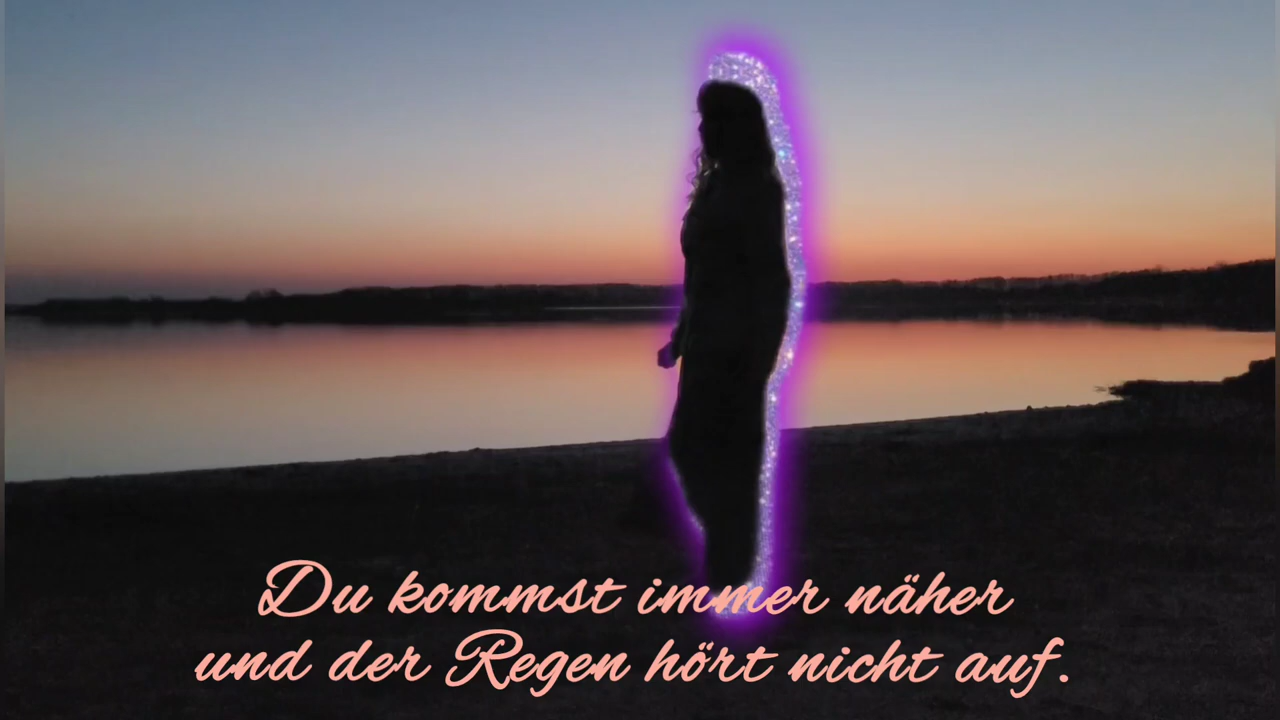 Du kommst immer näher
und der Regen hört nicht auf.